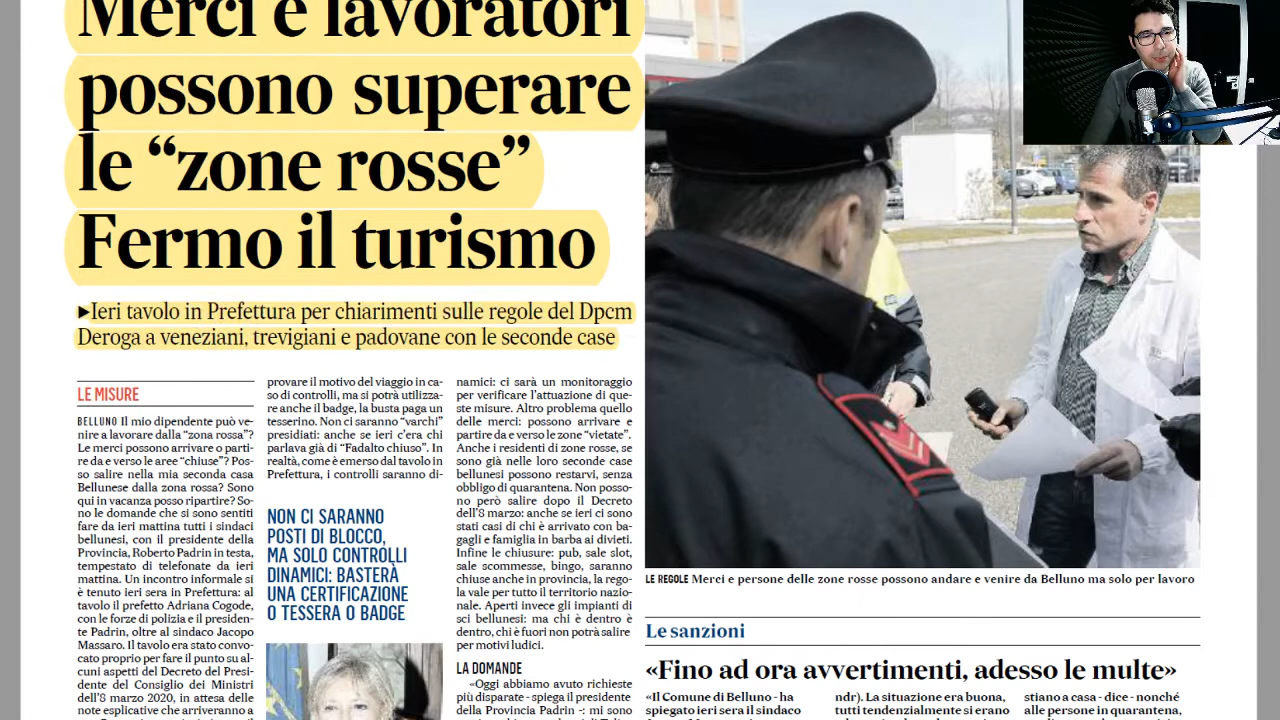 Merci e lavoratori
possono superare
le “zone rosse”
Fermo il turismo
►Ieri tavolo in Prefettura per chiarimenti sulle regole del Dpcm
Deroga a veneziani, trevigiani e padovane con le seconde case
LE MISURE
BELLUNO Il mio dipendente può ve-
nire a lavorare dalla “zona rossa”?
Le merci possono arrivare o parti-
re da e verso le aree “chiuse”? Pos-
so salire nella mia seconda casa
Bellunese dalla zona rossa? Sono
qui in vacanza posso ripartire? So-
no le domande che si sono sentiti
fare da ieri mattina tutti i sindaci
bellunesi, con il presidente della
Provincia, Roberto Padrin in testa,
tempestato di telefonate da ieri
mattina. Un incontro informale si
è tenuto ieri sera in Prefettura: al
tavolo il prefetto Adriana Cogode,
con le forze di polizia e il presiden-
te Padrin, oltre al sindaco Jacopo
Massaro. Il tavolo era stato convo-
cato proprio per fare il punto su al-
cuni aspetti del Decreto del Presi-
dente del Consiglio dei Ministri
dell'8 marzo 2020, in attesa delle
note esplicative che arriveranno a
provare il motivo del viaggio in ca-
so di controlli, ma si potrà utilizza-
re anche il badge, la busta paga un
tesserino. Non ci saranno “varchi”
presidiati: anche se ieri c'era chi
parlava già di “Fadalto chiuso”. In
realtà, come è emerso dal tavolo in
Prefettura, i controlli saranno di-
NON CI SARANNO
POSTI DI BLOCCO,
MA SOLO CONTROLLI
DINAMICI: BASTERÀ
UNA CERTIFICAZIONE
O TESSERA O BADGE
namici: ci sarà un monitoraggio
per verificare l'attuazione di que-
ste misure. Altro problema quello
delle merci: possono arrivare e
partire da e verso le zone “vietate”.
Anche i residenti di zone rosse, se
sono già nelle loro seconde case
bellunesi possono restarvi, senza
obbligo di quarantena. Non posso-
no però salire dopo il Decreto
dell'8 marzo: anche se ieri ci sono
stati casi di chi è arrivato con ba-
gagli e famiglia in barba ai divieti.
Infine le chiusure: pub, sale slot,
sale scommesse, bingo, saranno
chiuse anche in provincia, la rego-
la vale per tutto il territorio nazio-
nale. Aperti invece gli impianti di
sci bellunesi: ma chi è dentro è
dentro, chi è fuori non potrà salire
per motivi ludici.
LA DOMANDE
«Oggi abbiamo avuto richieste
più disparate - spiega il presidente
della Provincia Padrin -: mi sono
LE REGOLE Merci e persone delle zone rosse possono andare e venire da Belluno ma solo per lavoro
Le sanzioni
«Fino ad ora avvertimenti, adesso le multe»
«Il Comune di Belluno - ha
spiegato ieri sera il sindaco
ndr). La situazione era buona,
tutti tendenzialmente si erano
stiano a casa - dice - nonché
alle persone in quarantena,